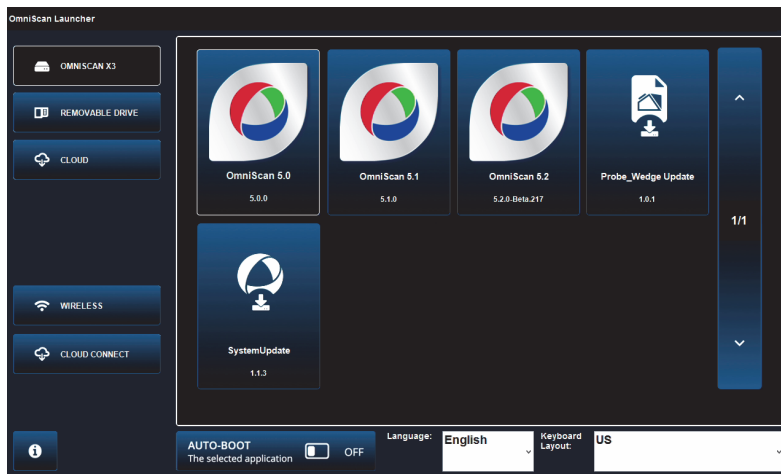 OmniScan Launcher
OMNISCAN X3
REMOVABLE DRIVE
CLOUD
WIRELESS
CLOUD CONNECT
OmniScan 5.0
5.0.0
OmniScan 5.1
5.1.0
OmniScan 5.2
5.2.0-Beta.217
Probe_Wedge Update
1.0.1
SystemUpdate
1.1.3
1/1
AUTO-BOOT
The selected application
OFF
Language:
English
Keyboard
Layout:
US